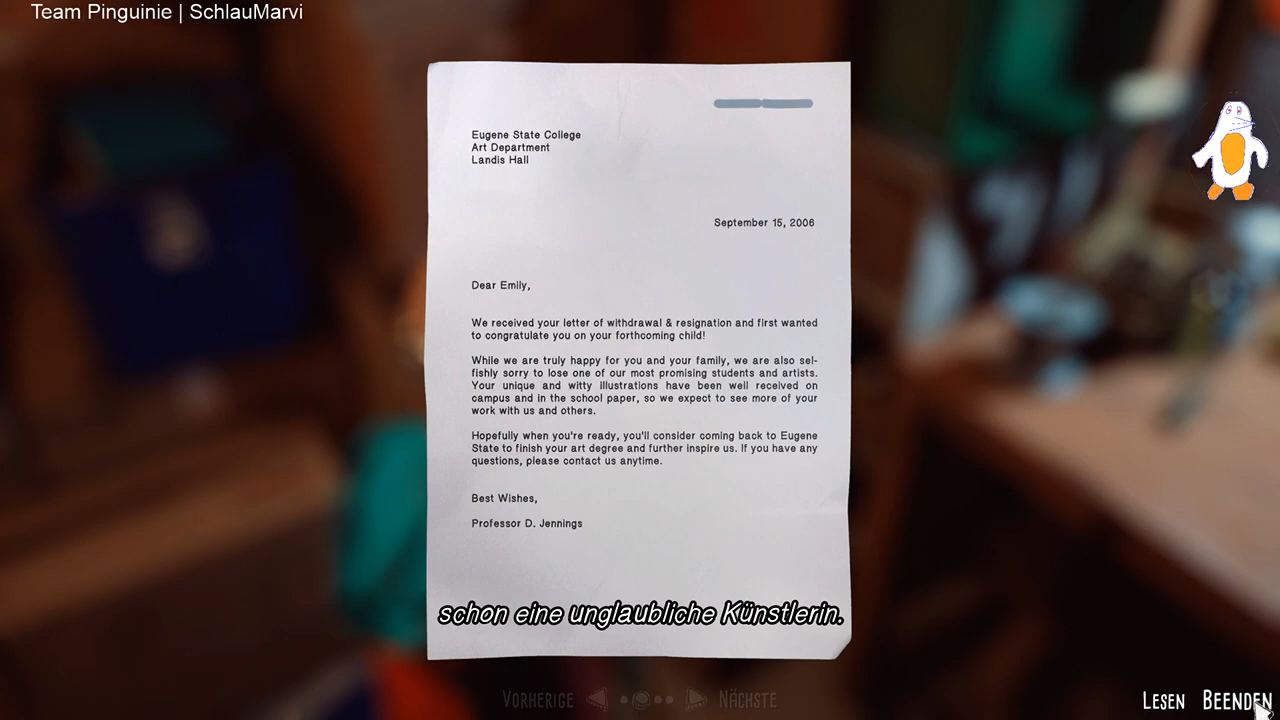 Team Pinguinie | SchlauMarvi
Eugene State College
Art Department
Landis Hall
September 15, 2006
Dear Emily,
We received your letter of withdrawal & resignation and first wanted
to congratulate you on your forthcoming child!
While we are truly happy for you and your family, we are also sel-
fishly sorry to lose one of our most promising students and artists.
Your unique and witty illustrations have been well received on
campus and in the school paper, so we expect to see more of your
work with us and others.
Hopefully when you're ready, you'll consider coming back to Eugene
State to finish your art degree and further inspire us. If you have any
questions, please contact us anytime.
Best Wishes,
Professor D. Jennings
schon eine unglaubliche Künstlerin.
Vorherige Nächste
Lesen Beenden